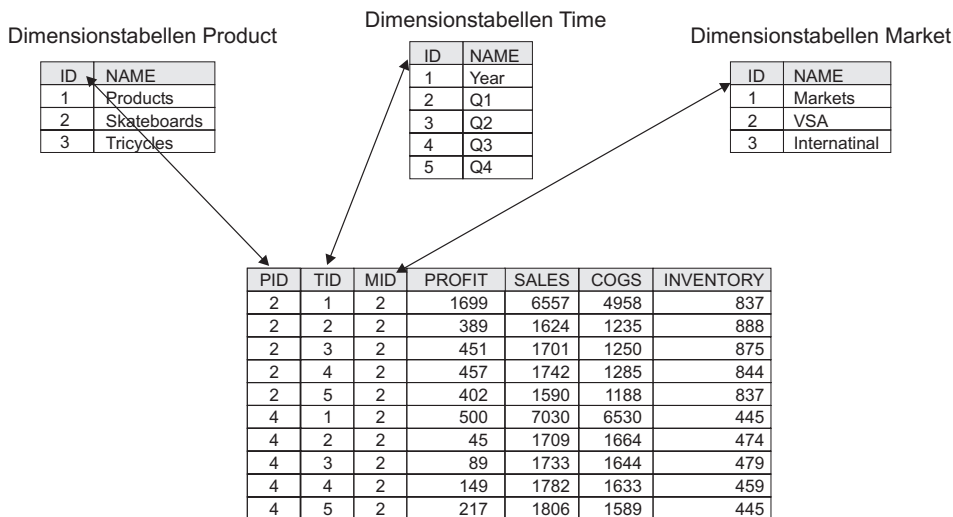 Dimensionstabellen Product
ID NAME
1 Products
2 Skateboards
3 Tricycles
Dimensionstabellen Time
ID NAME
1 Year
2 Q1
3 Q2
4 Q3
5 Q4
Dimensionstabellen Market
ID NAME
1 Markets
2 VSA
3 Internatinal
PID TID MID PROFIT SALES COGS INVENTORY
2 1 2 1699 6557 4958 837
2 2 2 389 1624 1235 888
2 3 2 451 1701 1250 875
2 4 2 457 1742 1285 844
2 5 2 402 1590 1188 837
4 1 2 500 7030 6530 445
4 2 2 45 1709 1664 474
4 3 2 89 1733 1644 479
4 4 2 149 1782 1633 459
4 5 2 217 1806 1589 445